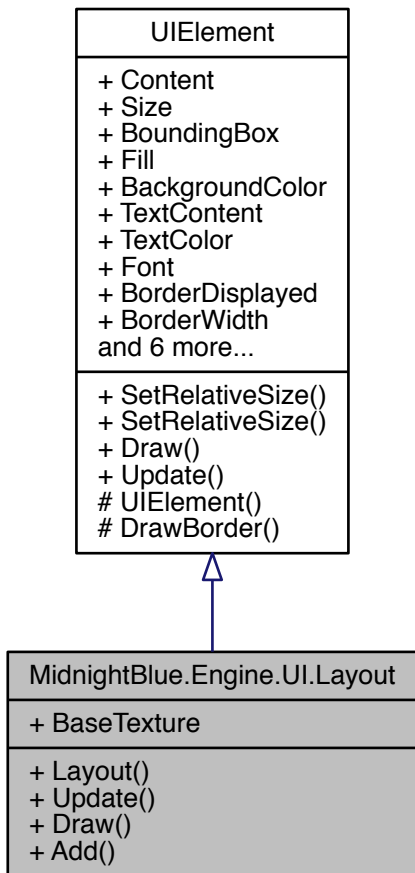 UIElement
+ Content
+ Size
+ BoundingBox
+ Fill
+ BackgroundColor
+ TextContent
+ TextColor
+ Font
+ BorderDisplayed
+ BorderWidth
and 6 more...
+ SetRelativeSize()
+ SetRelativeSize()
+ Draw()
+ Update()
# UIElement()
# DrawBorder()
MidnightBlue.Engine.UI.Layout
+ BaseTexture
+ Layout()
+ Update()
+ Draw()
+ Add()